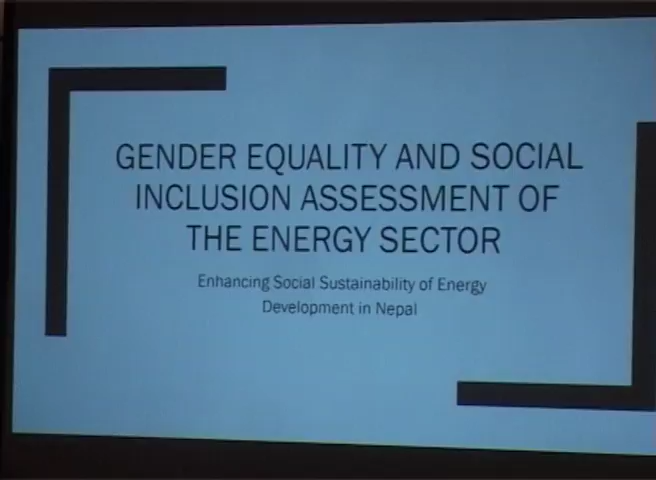 GENDER EQUALITY AND SOCIAL
INCLUSION ASSESSMENT OF
THE ENERGY SECTOR
Enhancing Social Sustainability of Energy
Development in Nepal